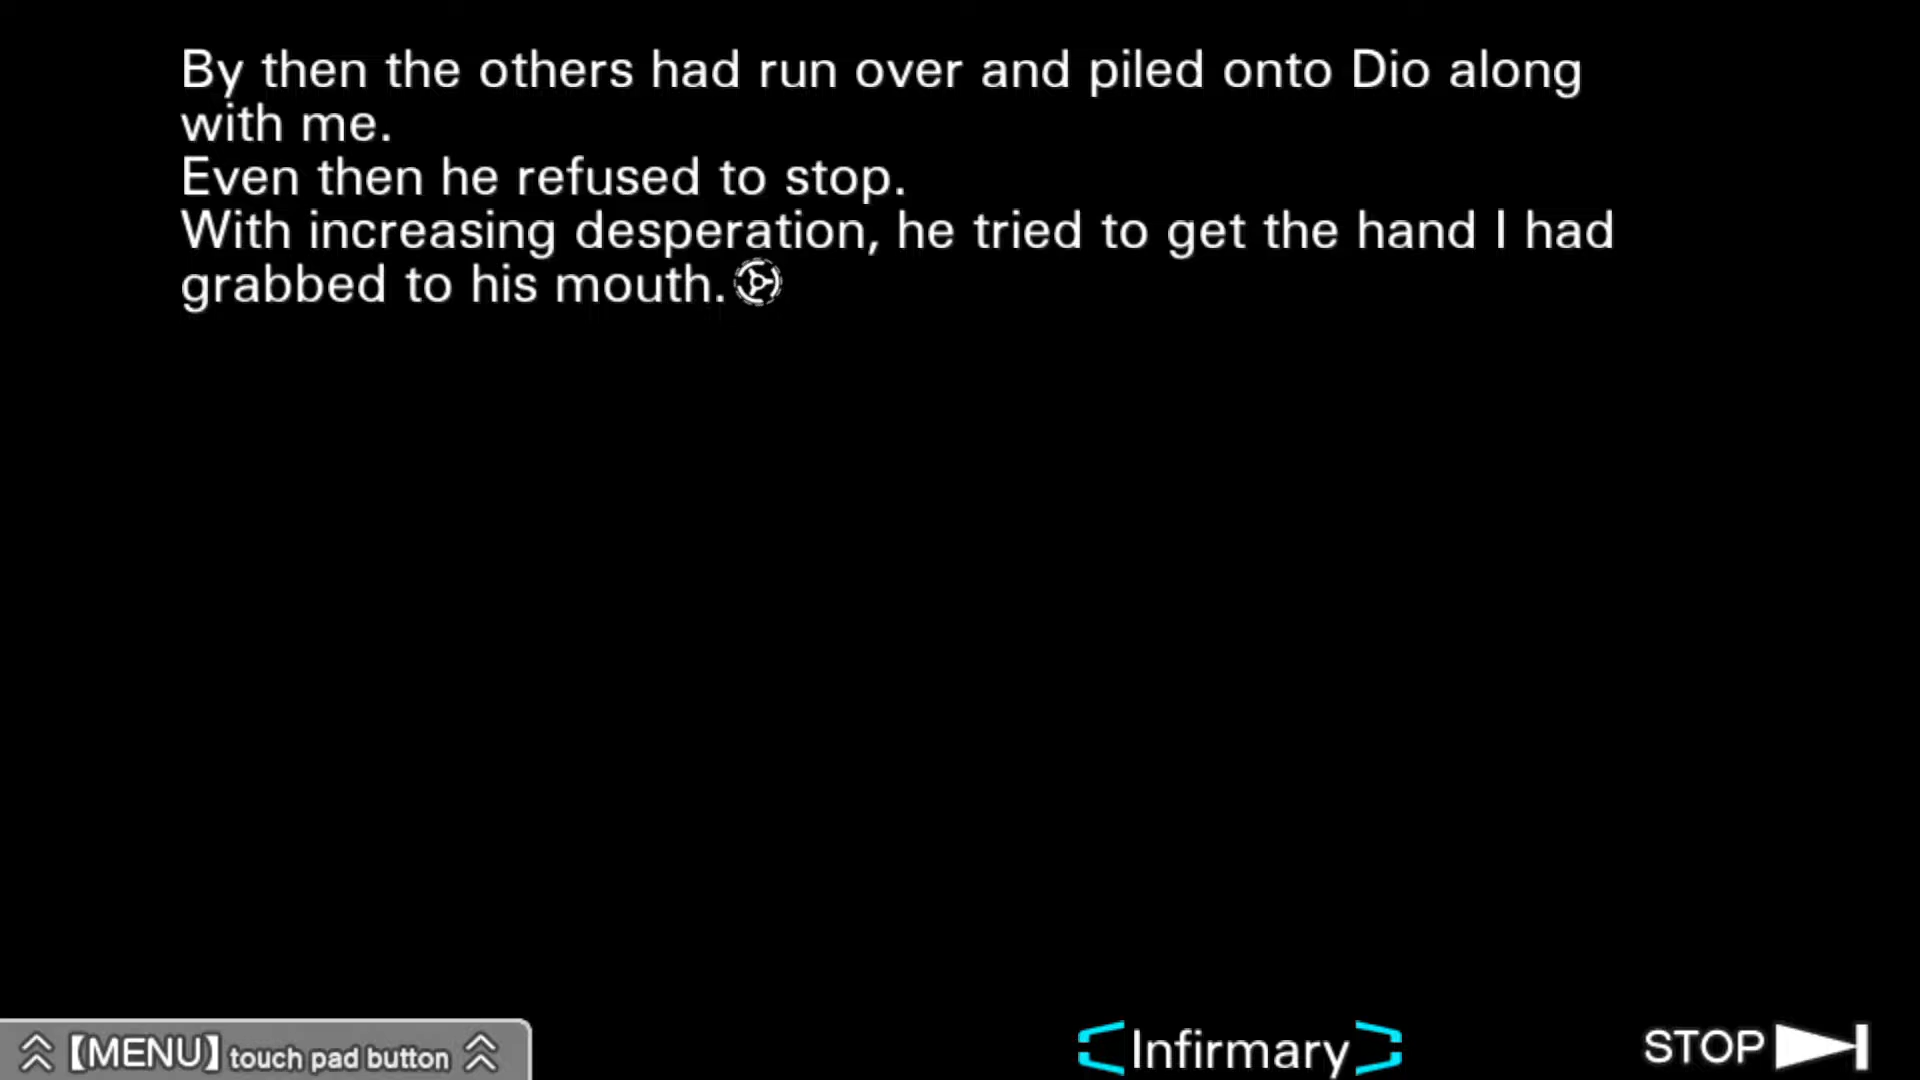 By then the others had run over and piled onto Dio along
with me.
Even then he refused to stop.
With increasing desperation, he tried to get the hand I had
grabbed to his mouth.
【MENU】 touch pad button
Infirmary
STOP